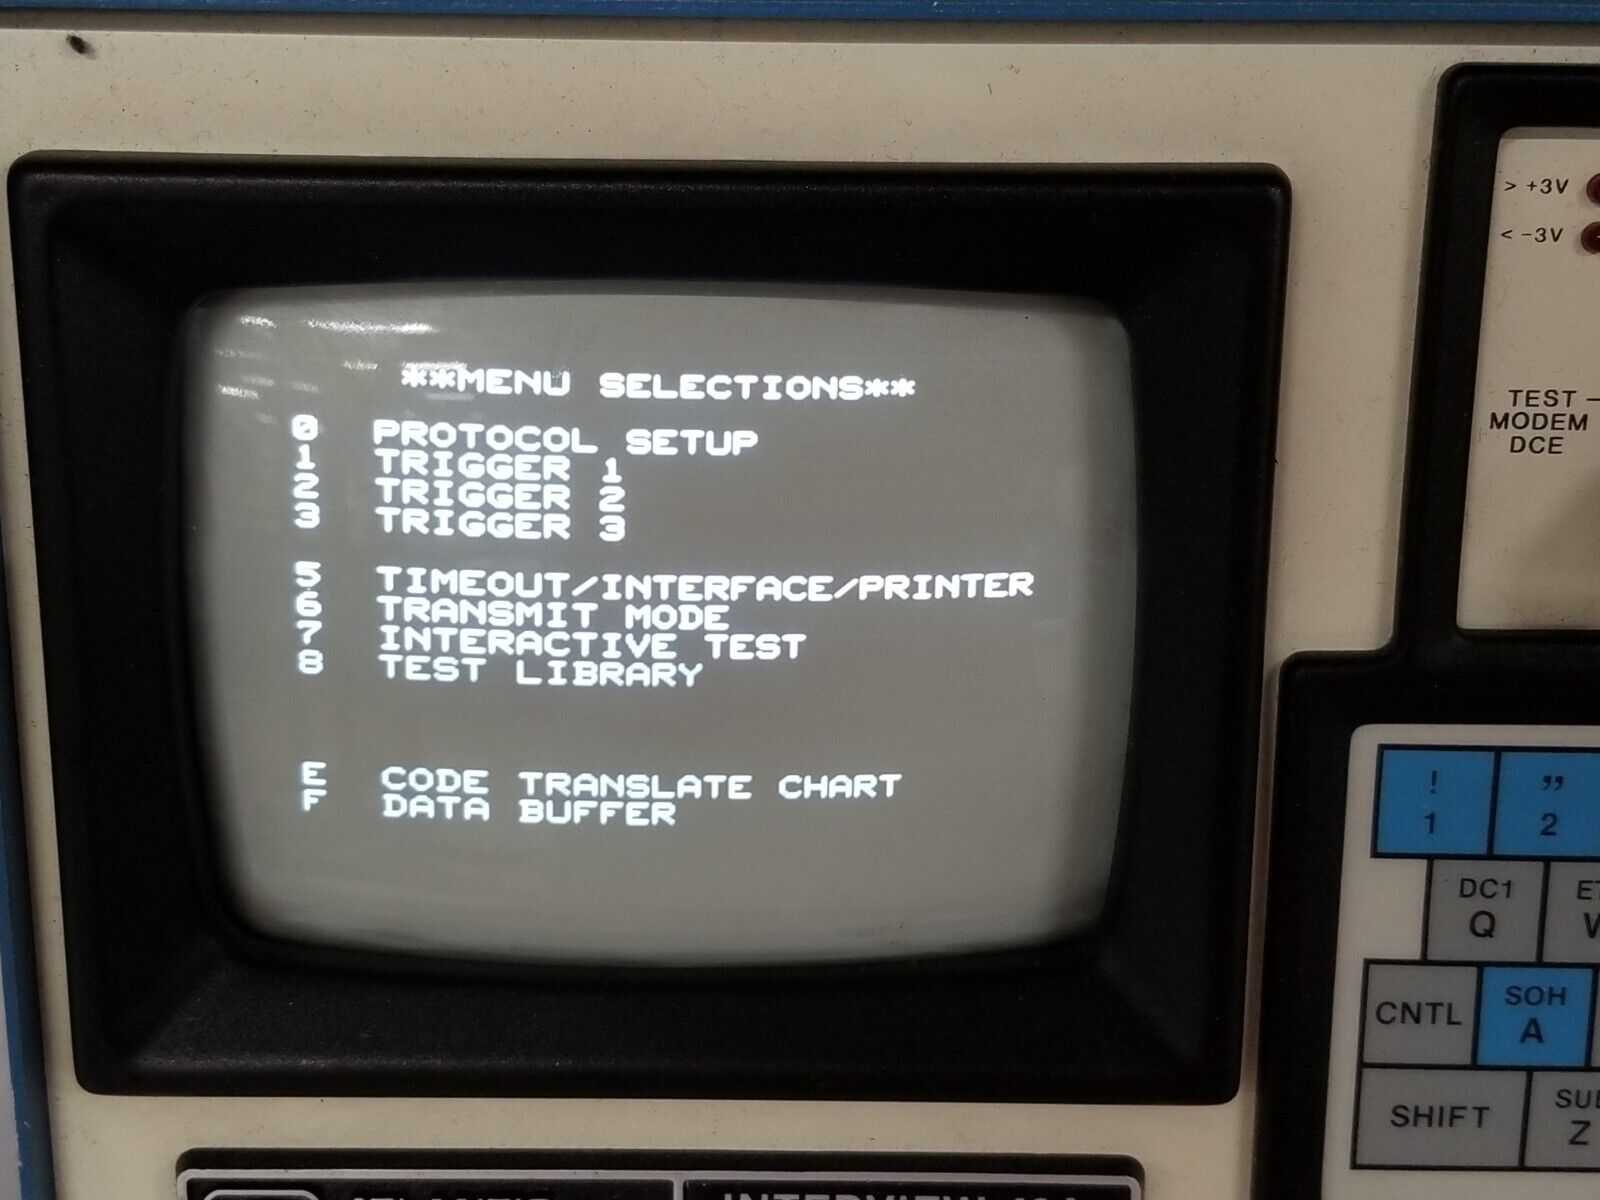 **MENU SELECTIONS**
0 PROTOCOL SETUP
1 TRIGGER 1
2 TRIGGER 2
3 TRIGGER 3
5 TIMEOUT/INTERFACE/PRINTER
6 TRANSMIT MODE
7 INTERACTIVE TEST
8 TEST LIBRARY
E CODE TRANSLATE CHART
F DATA BUFFER
> +3V
< -3V
TEST
MODEM
DCE
! ”
1 2
DC1
Q
CNTL
SOH
A
SHIFT
Z
INTERVIEW